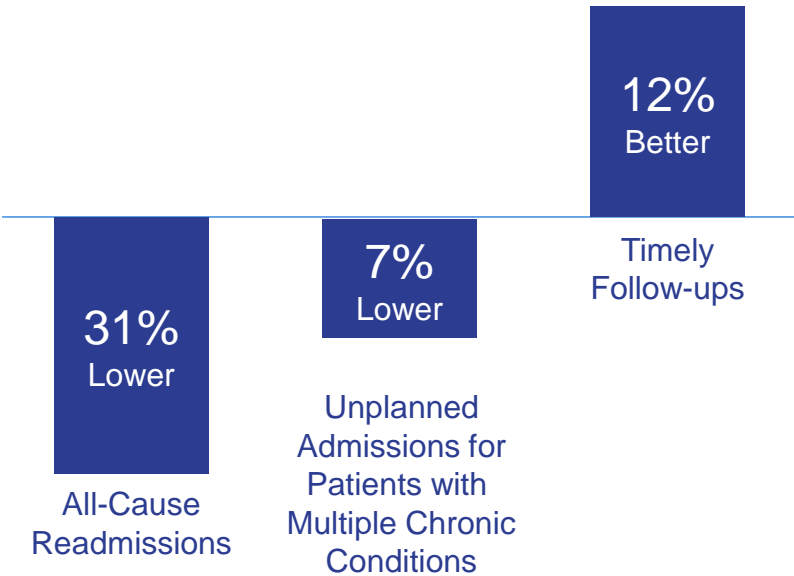 31%
Lower
All-Cause
Readmissions
7%
Lower
Unplanned
Admissions for
Patients with
Multiple Chronic
Conditions
12%
Better
Timely
Follow-ups